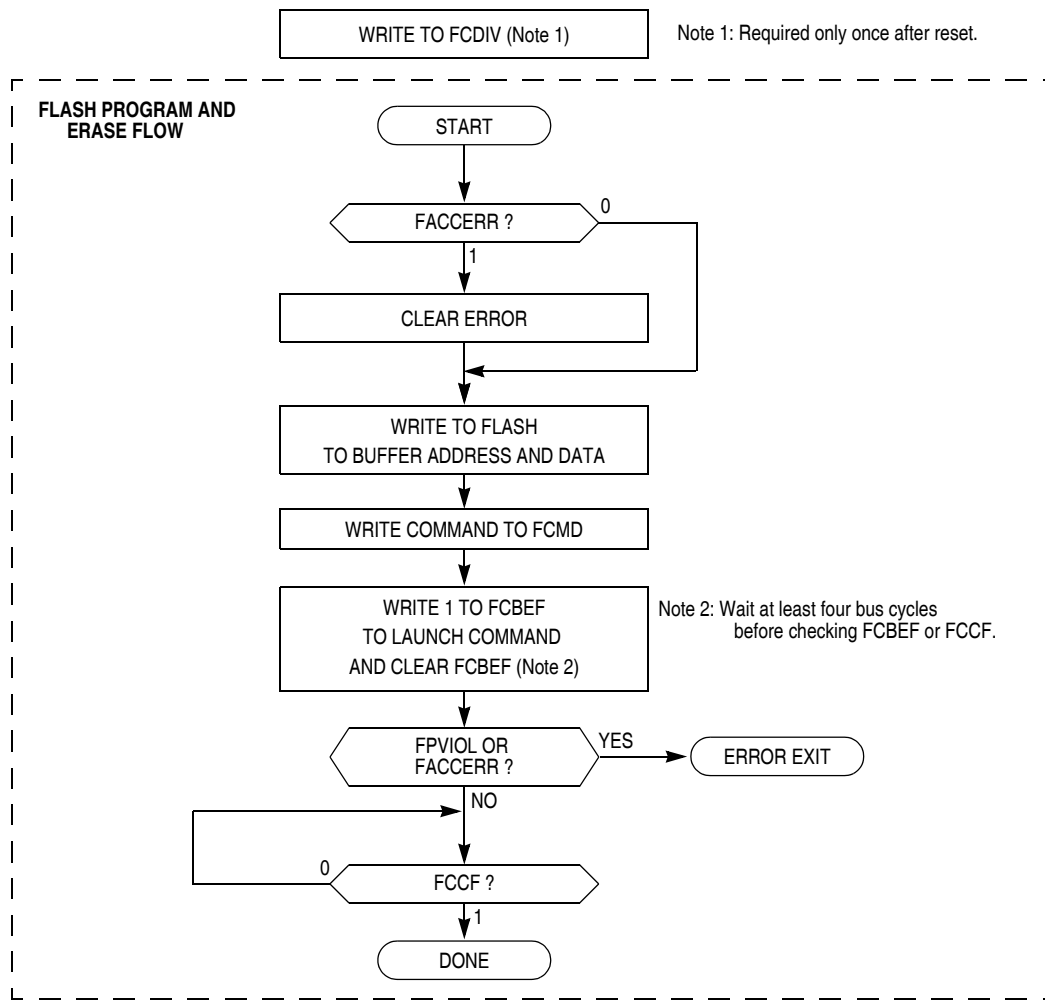 WRITE TO FCDIV (Note 1)
Note 1: Required only once after reset.
FLASH PROGRAM AND
ERASE FLOW
START
FACCERR ?
0
1
CLEAR ERROR
WRITE TO FLASH
TO BUFFER ADDRESS AND DATA
WRITE COMMAND TO FCMD
WRITE 1 TO FCBEF
TO LAUNCH COMMAND
AND CLEAR FCBEF (Note 2)
Note 2: Wait at least four bus cycles
before checking FCBEF or FCCF.
FPVIOL OR
FACCERR ?
YES
ERROR EXIT
NO
0
FCCF ?
1
DONE